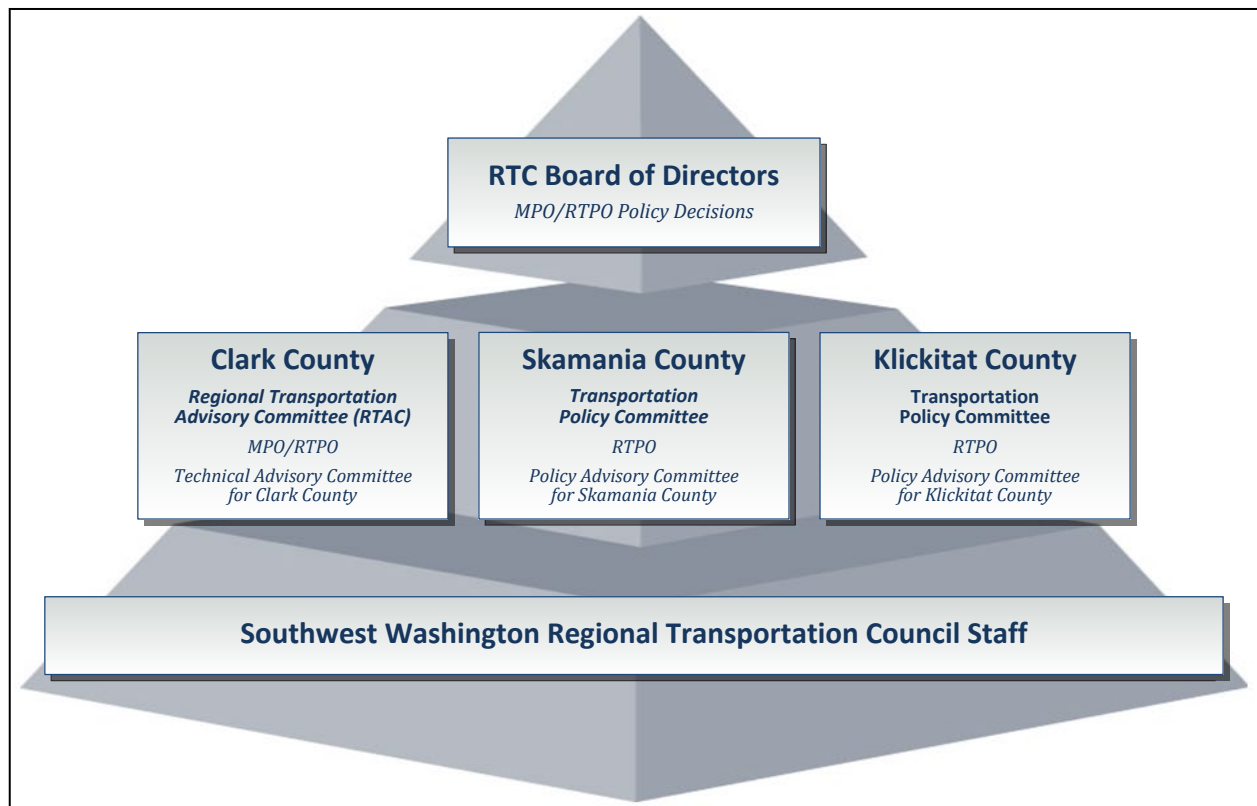 RTC Board of Directors
MPO/RTPO Policy Decisions
Clark County
Regional Transportation
Advisory Committee (RTAC)
MPO/RTPO
Technical Advisory Committee
for Clark County
Skamania County
Transportation
Policy Committee
RTPO
Policy Advisory Committee
for Skamania County
Klickitat County
Transportation
Policy Committee
RTPO
Policy Advisory Committee
for Klickitat County
Southwest Washington Regional Transportation Council Staff